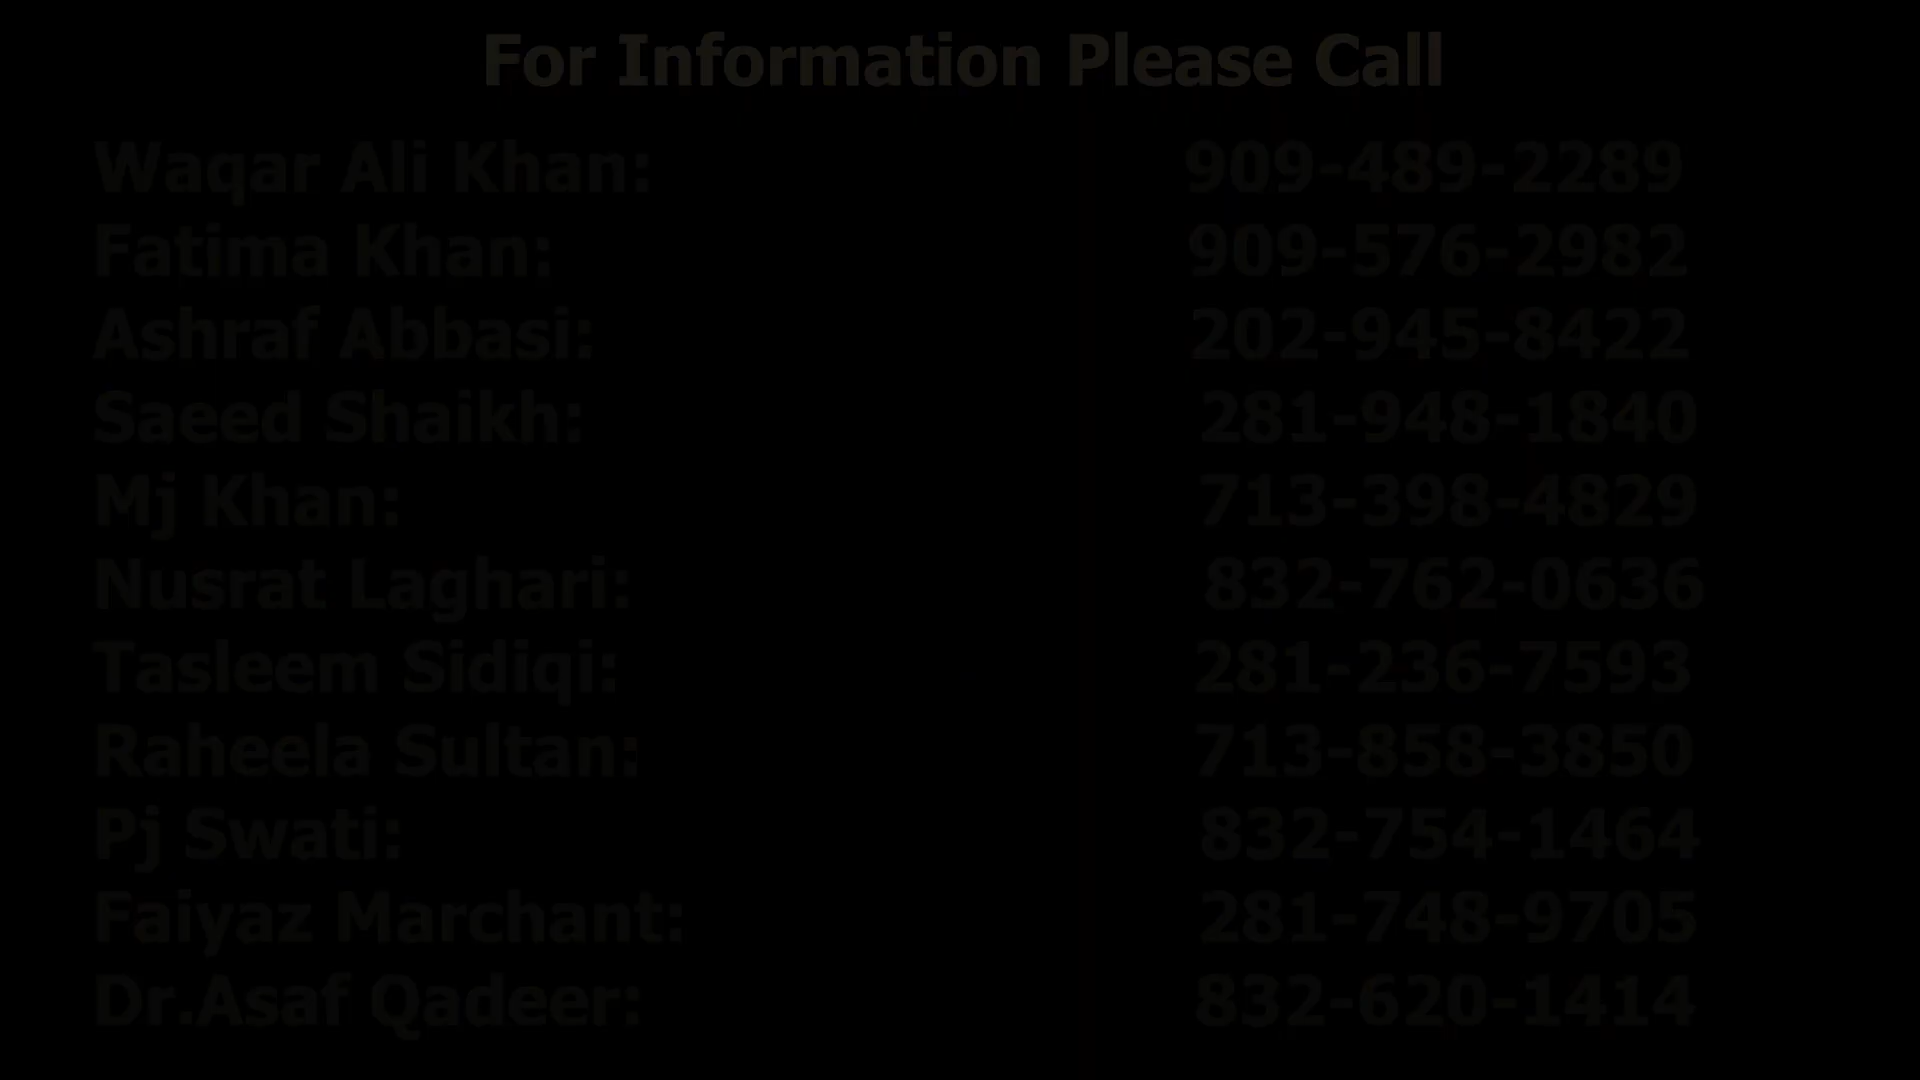 For Information Please Call
Waqar Ali Khan: 909-489-2289
Fatima Khan: 909-576-2982
Ashraf Abbasi: 202-945-8422
Saeed Shaikh: 281-948-1840
Mj Khan: 713-398-4829
Nusrat Laghari: 832-762-0636
Tasleem Sidiqi: 281-236-7593
Raheela Sultan: 713-858-3850
Pj Swati: 832-754-1464
Faiyaz Marchant: 281-748-9705
Dr.Asaf Qadeer: 832-620-1414